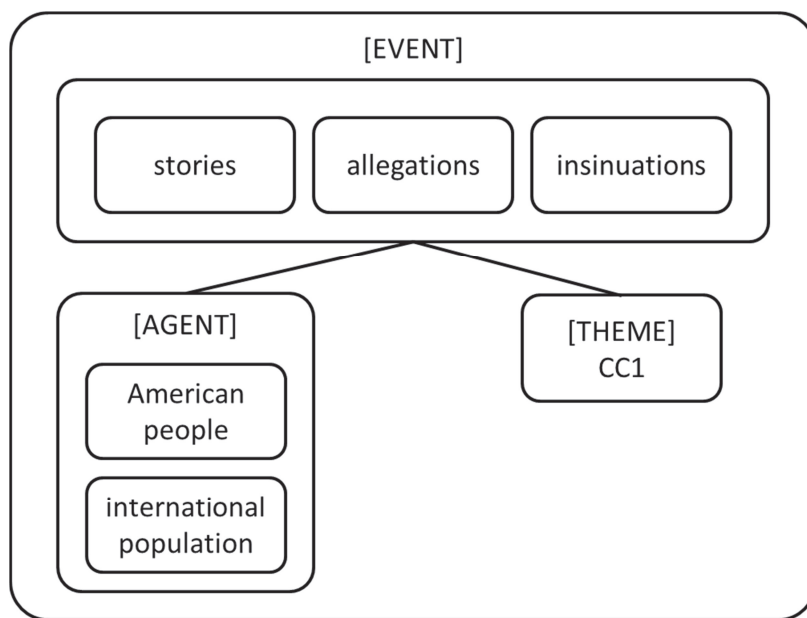 [EVENT]
stories
allegations
insinuations
[AGENT]
American
people
international
population
[THEME]
CC1